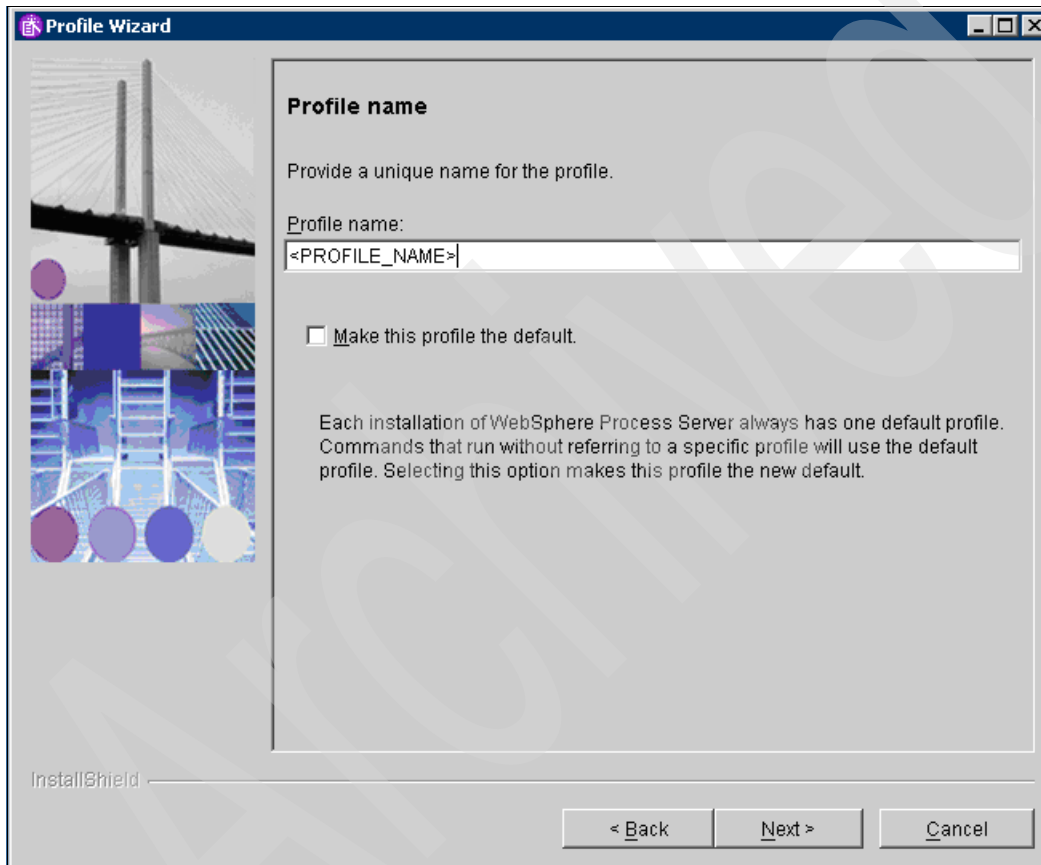 Profile Wizard
Profile name
Provide a unique name for the profile.
Profile name:
<PROFILE_NAME>
Make this profile the default.
Each installation of WebSphere Process Server always has one default profile.
Commands that run without referring to a specific profile will use the default
profile. Selecting this option makes this profile the new default.
InstallShield
< Back
Next >
Cancel
Archived